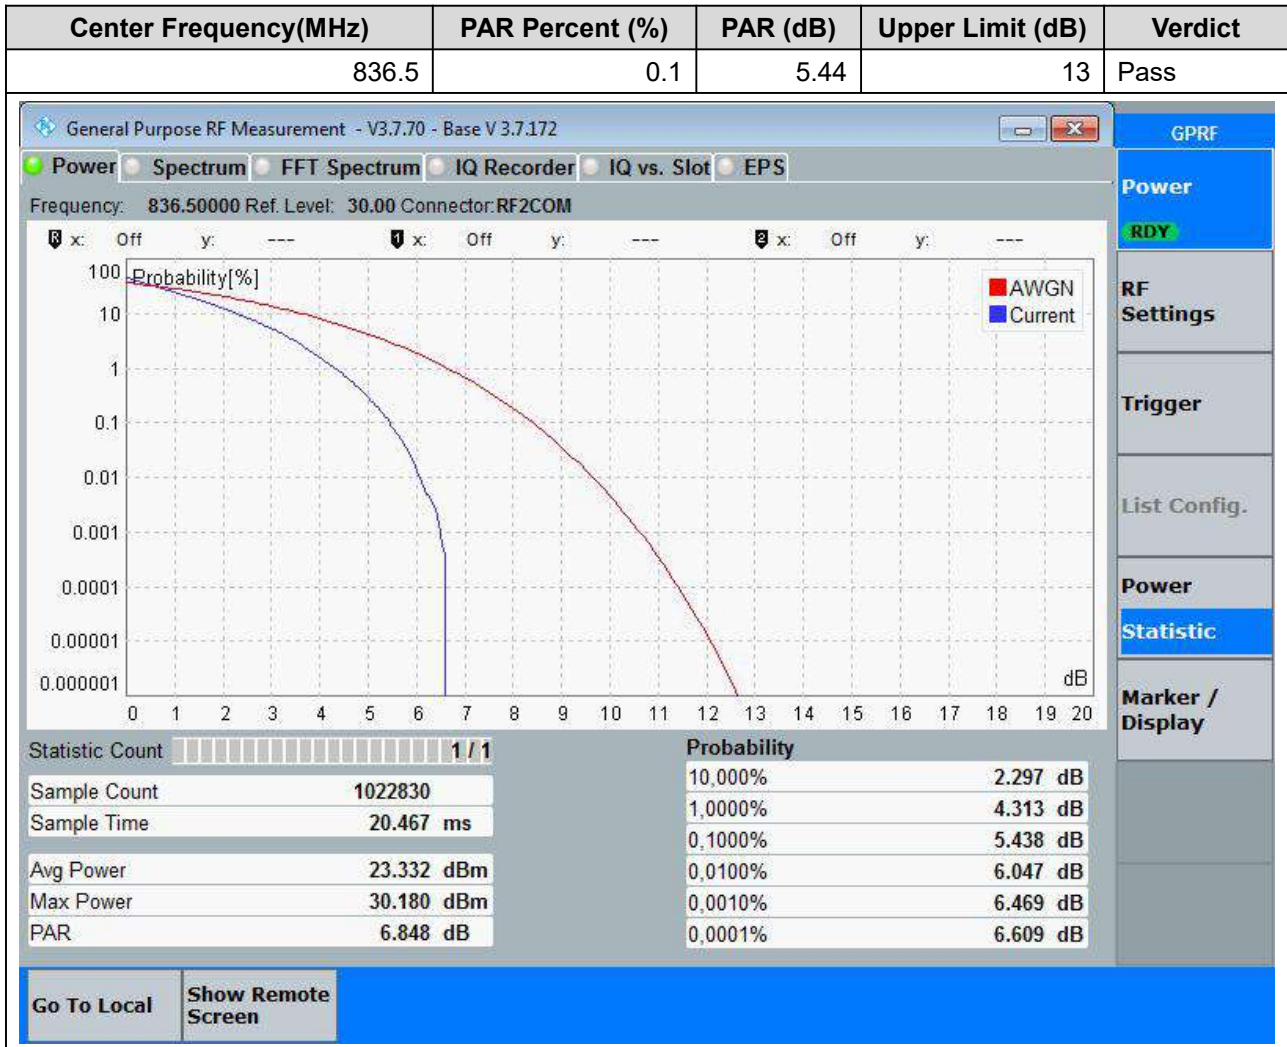 Center Frequency(MHz) PAR Percent (%) PAR (dB) Upper Limit (dB) Verdict
836.5 0.1 5.44 13 Pass
General Purpose RF Measurement - V3.7.70 - Base V 3.7.172
GPRF
Power Spectrum FFT Spectrum IQ Recorder IQ vs. Slot EPS
Frequency: 836.50000 Ref. Level: 30.00 Connector:RF2COM
R x: Off y: --- 1 x: Off y: --- 2 x: Off y: ---
Probability[%]
AWGN
Current
100
10
1
0.1
0.01
0.001
0.0001
0.00001
0.000001
dB
0 1 2 3 4 5 6 7 8 9 10 11 12 13 14 15 16 17 18 19 20
Statistic Count 1 / 1
Sample Count 1022830
Sample Time 20.467 ms
Avg Power 23.332 dBm
Max Power 30.180 dBm
PAR 6.848 dB
Probability
10,000% 2.297 dB
1,0000% 4.313 dB
0,1000% 5.438 dB
0,0100% 6.047 dB
0,0010% 6.469 dB
0,0001% 6.609 dB
Power
RDY
RF
Settings
Trigger
List Config.
Power
Statistic
Marker /
Display
Go To Local
Show Remote
Screen